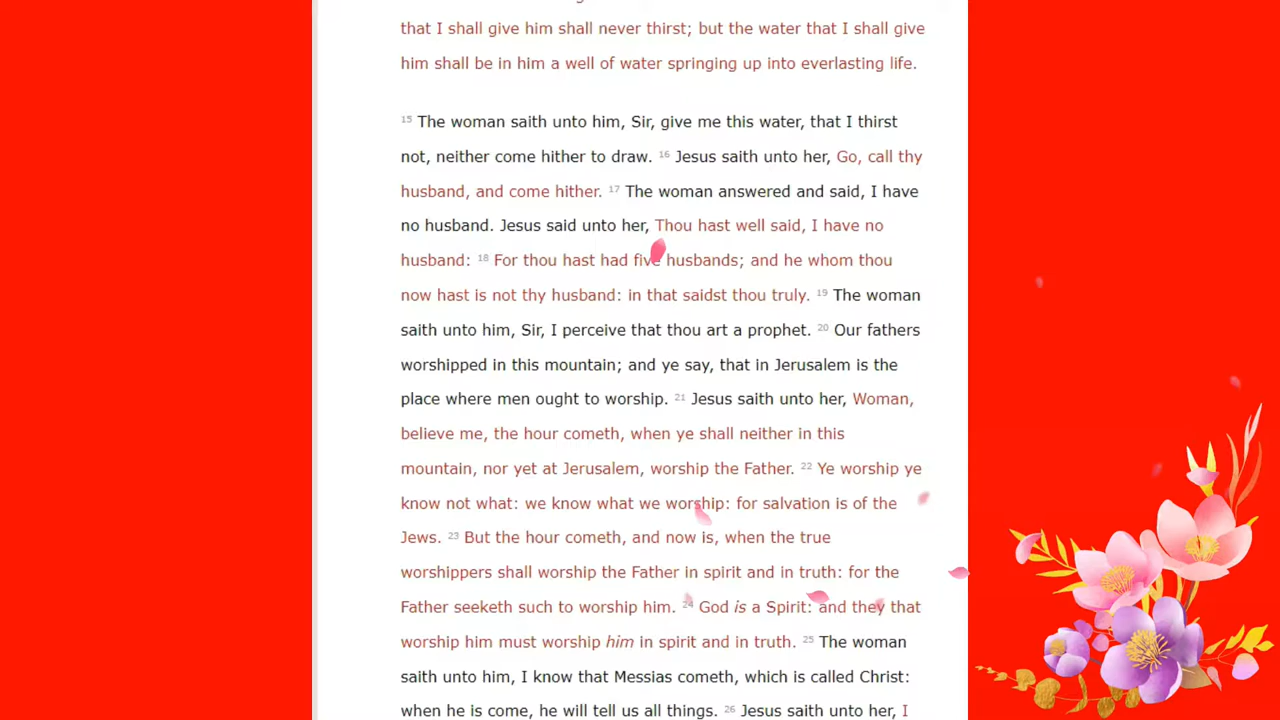 that I shall give him shall never thirst; but the water that I shall give
him shall be in him a well of water springing up into everlasting life.
15 The woman saith unto him, Sir, give me this water, that I thirst
not, neither come hither to draw. 16 Jesus saith unto her, Go, call thy
husband, and come hither. 17 The woman answered and said, I have
no husband. Jesus said unto her, Thou hast well said, I have no
husband: 18 For thou hast had five husbands; and he whom thou
now hast is not thy husband: in that saidst thou truly. 19 The woman
saith unto him, Sir, I perceive that thou art a prophet. 20 Our fathers
worshipped in this mountain; and ye say, that in Jerusalem is the
place where men ought to worship. 21 Jesus saith unto her, Woman,
believe me, the hour cometh, when ye shall neither in this
mountain, nor yet at Jerusalem, worship the Father. 22 Ye worship ye
know not what: we know what we worship: for salvation is of the
Jews. 23 But the hour cometh, and now is, when the true
worshippers shall worship the Father in spirit and in truth: for the
Father seeketh such to worship him. 24 God is a Spirit: and they that
worship him must worship him in spirit and in truth. 25 The woman
saith unto him, I know that Messias cometh, which is called Christ:
when he is come, he will tell us all things. 26 Jesus saith unto her, I